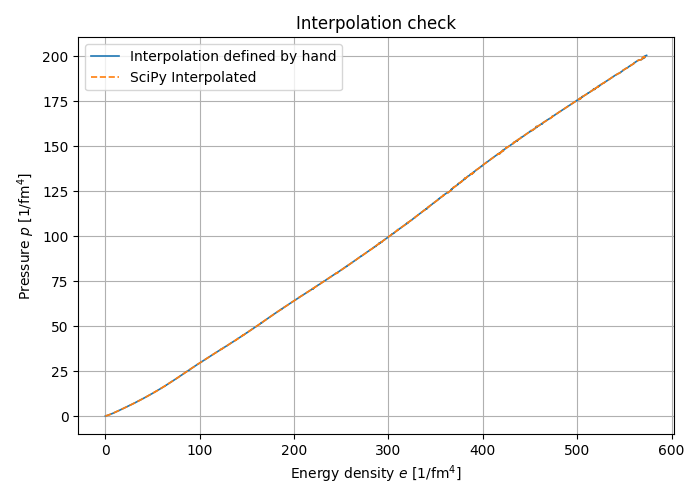 Interpolation check
Interpolation defined by hand
SciPy Interpolated
200
175
150
125
100
75
50
25
0
Pressure p [1/fm⁴]
0 100 200 300 400 500 600
Energy density e [1/fm⁴]